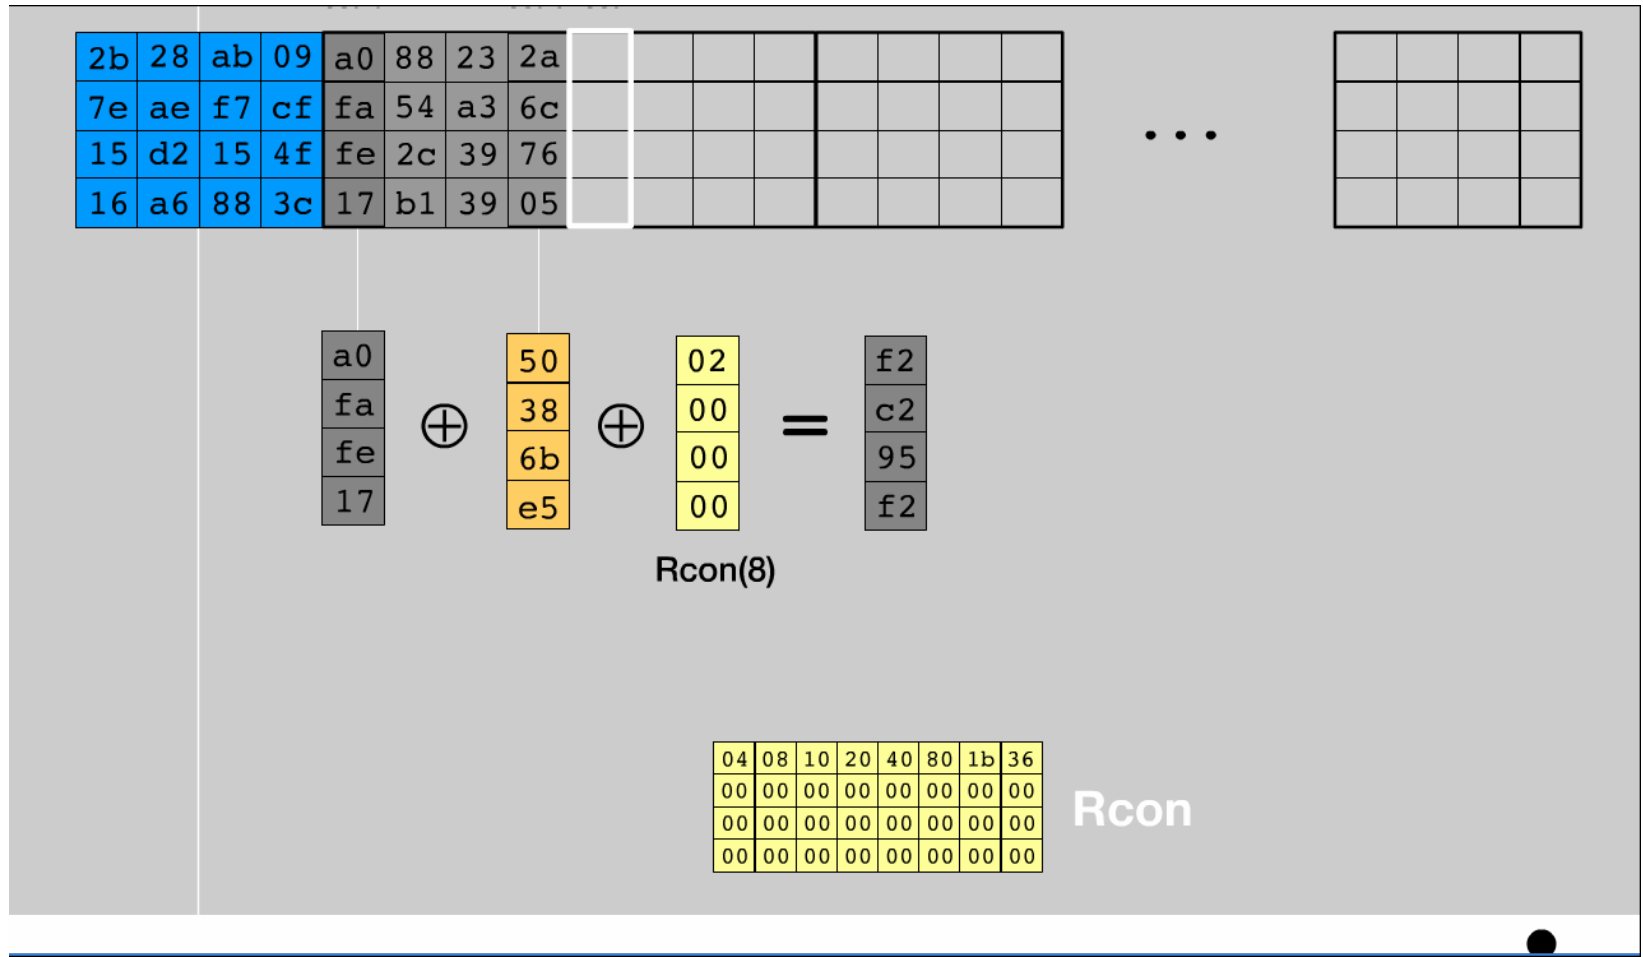 2b 28 ab 09 a0 88 23 2a
7e ae f7 cf fa 54 a3 6c
15 d2 15 4f fe 2c 39 76
16 a6 88 3c 17 b1 39 05
...
a0 50 02 f2
fa 38 00 c2
⊕ ⊕ =
fe 6b 00 95
17 e5 00 f2
Rcon(8)
04 08 10 20 40 80 1b 36
00 00 00 00 00 00 00 00
Rcon
00 00 00 00 00 00 00 00
00 00 00 00 00 00 00 00